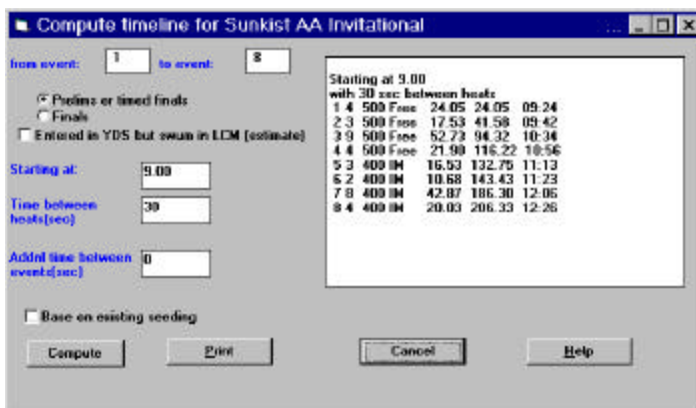 Compute timeline for Sunkist AA Invitational
from event: 1 to event: 8
Prelims or timed finals
Finals
Entered in YDS but swum in LCM (estimate)
Starting at: 9.00
Time between heats(sec) 30
Addnl time between events(sec) 0
Base on existing seeding
Starting at 9.00
with 30 sec between heats
1 4 500 Free 24.05 24.05 09:24
2 3 500 Free 17.53 41.58 09:42
3 9 500 Free 52.73 94.32 10:34
4 4 500 Free 21.90 116.22 10:56
5 3 400 IM 16.53 132.75 11:13
6 2 400 IM 10.68 143.43 11:23
7 8 400 IM 42.87 186.30 12:06
8 4 400 IM 20.03 206.33 12:26
Compute Print Cancel Help